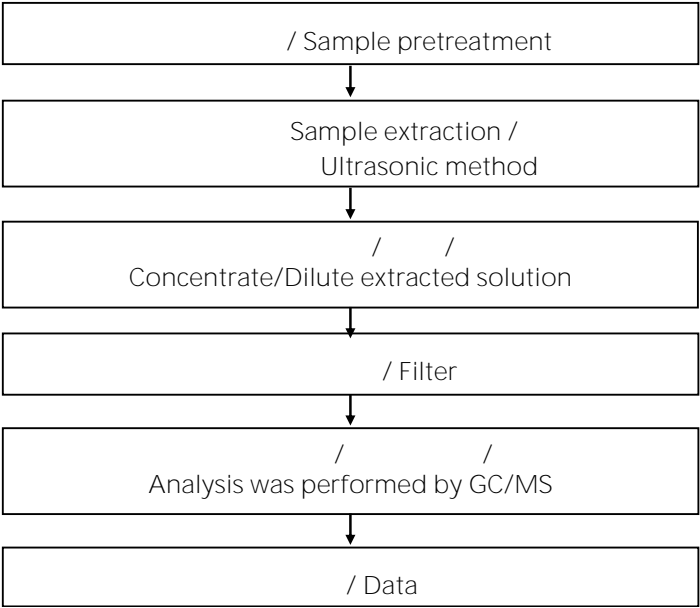 / Sample pretreatment
Sample extraction /
Ultrasonic method
/ /
Concentrate/Dilute extracted solution
/ Filter
/ /
Analysis was performed by GC/MS
/ Data